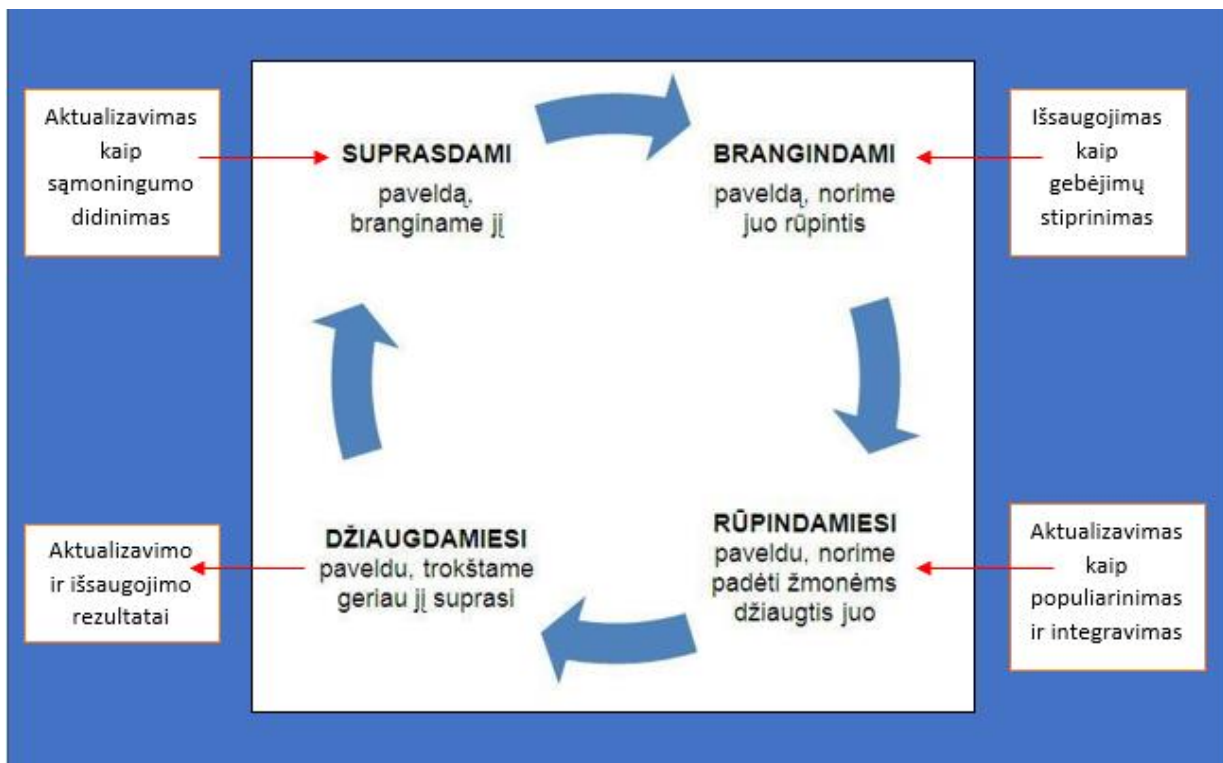 Aktualizavimas
kaip
sąmoningumo
didinimas
SUPRASDAMI
paveldą,
branginame jį
BRANGINDAMI
paveldą, norime
juo rūpintis
Išsaugojimas
kaip
gebėjimų
stiprinimas
Aktualizavimo
ir išsaugojimo
rezultatai
DŽIAUGDAMIESI
paveldu, trokštame
geriau jį suprasi
RŪPINDAMIESI
paveldu, norime
padėti žmonėms
džiaugtis juo
Aktualizavimas
kaip
populiarinimas
ir integravimas